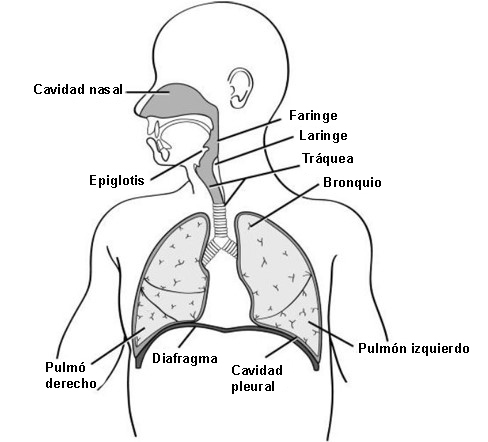 Cavidad nasal
Faringe
Laringe
Tráquea
Epiglotis
Bronquio
Pulmón izquierdo
Diafragma
Pulmó
derecho
Cavidad
pleural